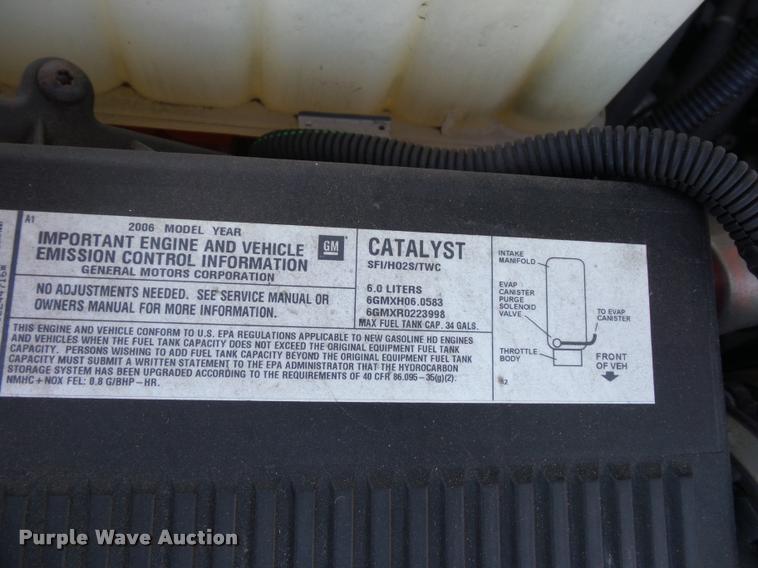 A1
2006 MODEL YEAR
IMPORTANT ENGINE AND VEHICLE
EMISSION CONTROL INFORMATION
GENERAL MOTORS CORPORATION
GM
NO ADJUSTMENTS NEEDED. SEE SERVICE MANUAL OR
OWNERS MANUAL FOR MORE INFORMATION.
CATALYST
SFI/HO2S/TWC
6.0 LITERS
6GMXH06.0583
6GMXR0223998
MAX FUEL TANK CAP. 34 GALS.
THIS ENGINE AND VEHICLE CONFORM TO U.S. EPA REGULATIONS APPLICABLE TO NEW GASOLINE HD ENGINES
AND VEHICLES WHEN THE FUEL TANK CAPACITY DOES NOT EXCEED THE ORIGINAL EQUIPMENT FUEL TANK
CAPACITY. PERSONS WISHING TO ADD FUEL TANK CAPACITY BEYOND THE ORIGINAL EQUIPMENT FUEL TANK
CAPACITY MUST SUBMIT A WRITTEN STATEMENT TO THE EPA ADMINISTRATOR THAT THE HYDROCARBON
STORAGE SYSTEM HAS BEEN UPGRADED ACCORDING TO THE REQUIREMENTS OF 40 CFR 86.095-35(g)(2):
NMHC+NOX FEL: 0.8 G/BHP-HR.
INTAKE
MANIFOLD
EVAP
CANISTER
PURGE
SOLENOID
VALVE
TO EVAP
CANISTER
THROTTLE
BODY
FRONT
OF VEH
Purple Wave Auction